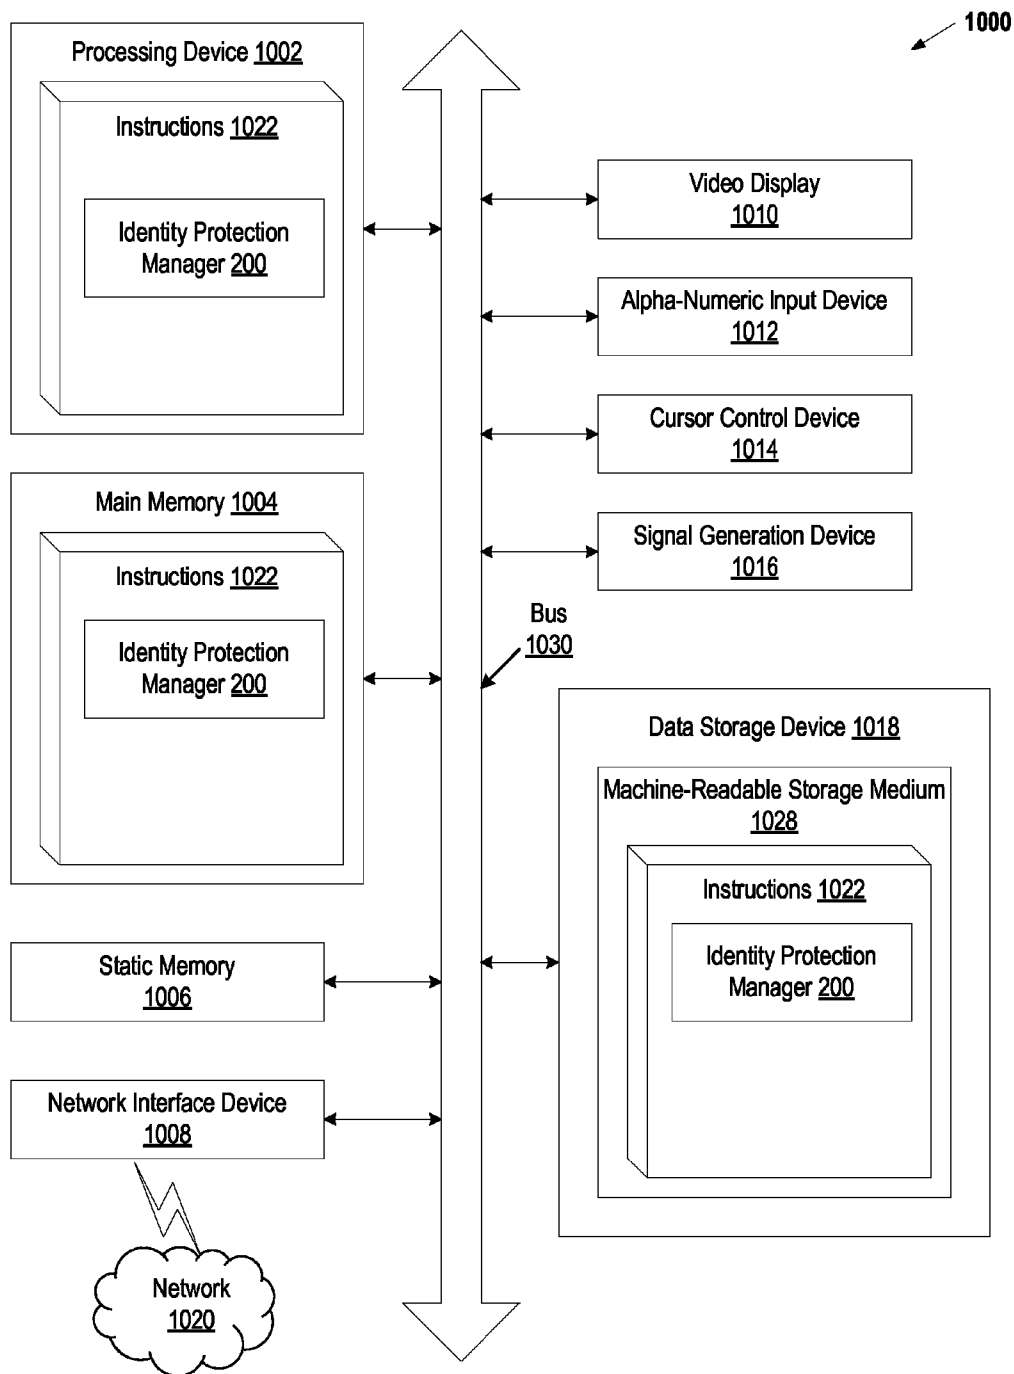 1000
Processing Device 1002
Instructions 1022
Identity Protection
Manager 200
Video Display
1010
Alpha-Numeric Input Device
1012
Cursor Control Device
1014
Main Memory 1004
Instructions 1022
Identity Protection
Manager 200
Signal Generation Device
1016
Bus
1030
Data Storage Device 1018
Machine-Readable Storage Medium
1028
Instructions 1022
Identity Protection
Manager 200
Static Memory
1006
Network Interface Device
1008
Network
1020